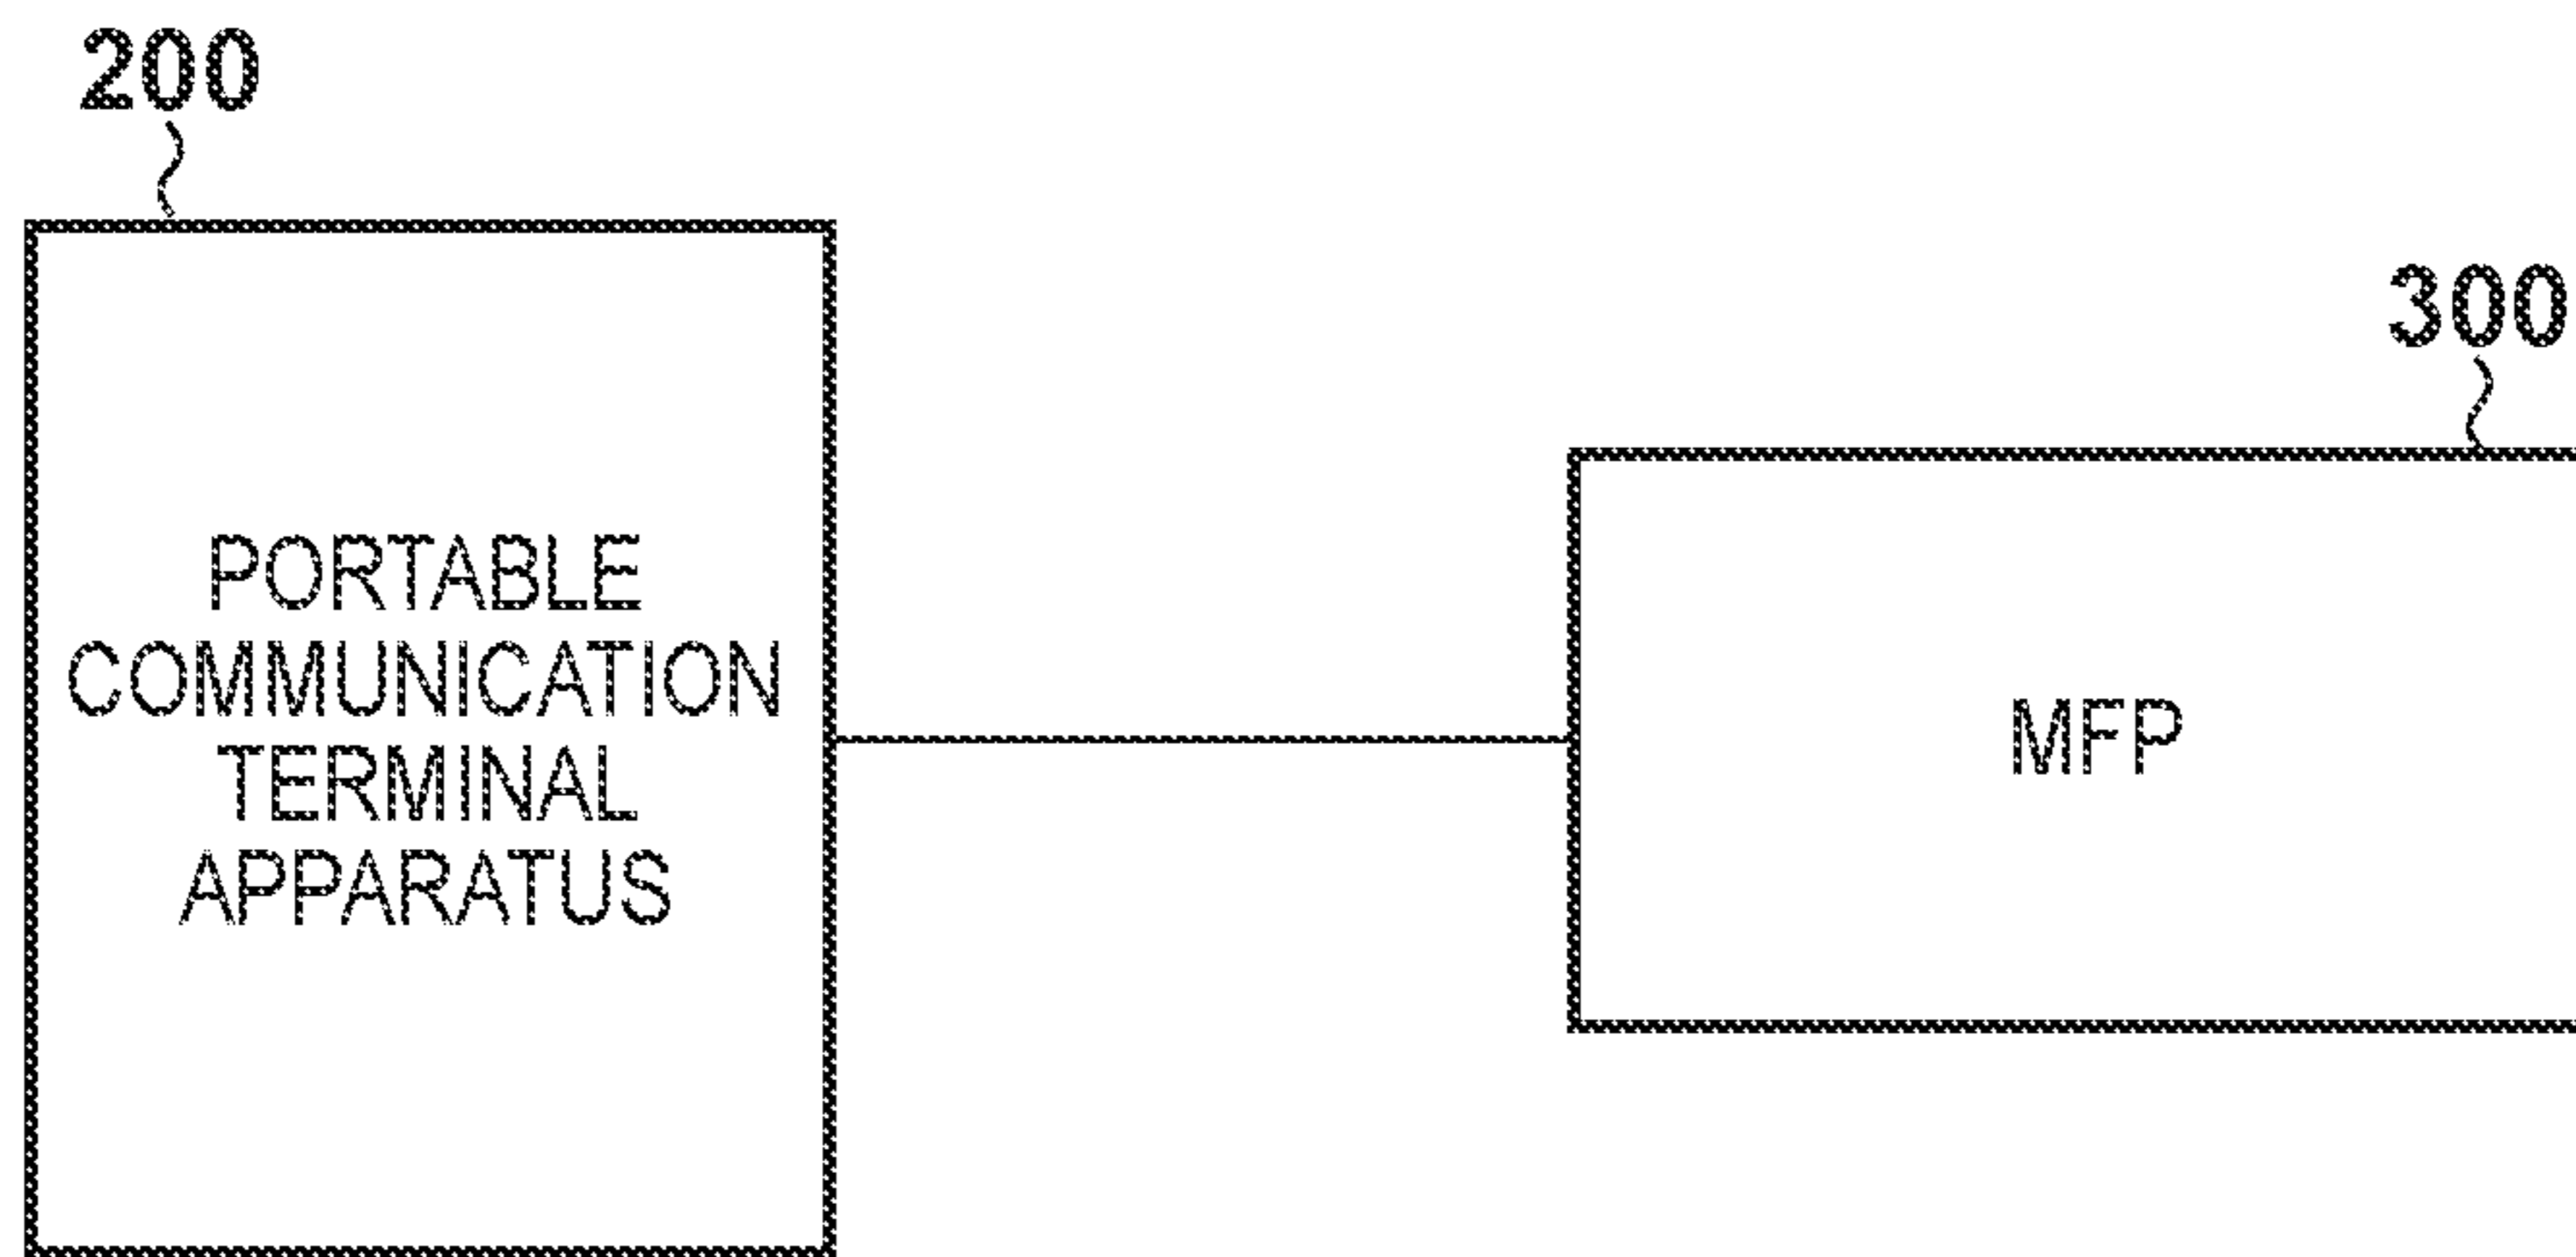 200
300
PORTABLE
COMMUNICATION
TERMINAL
APPARATUS
MFP